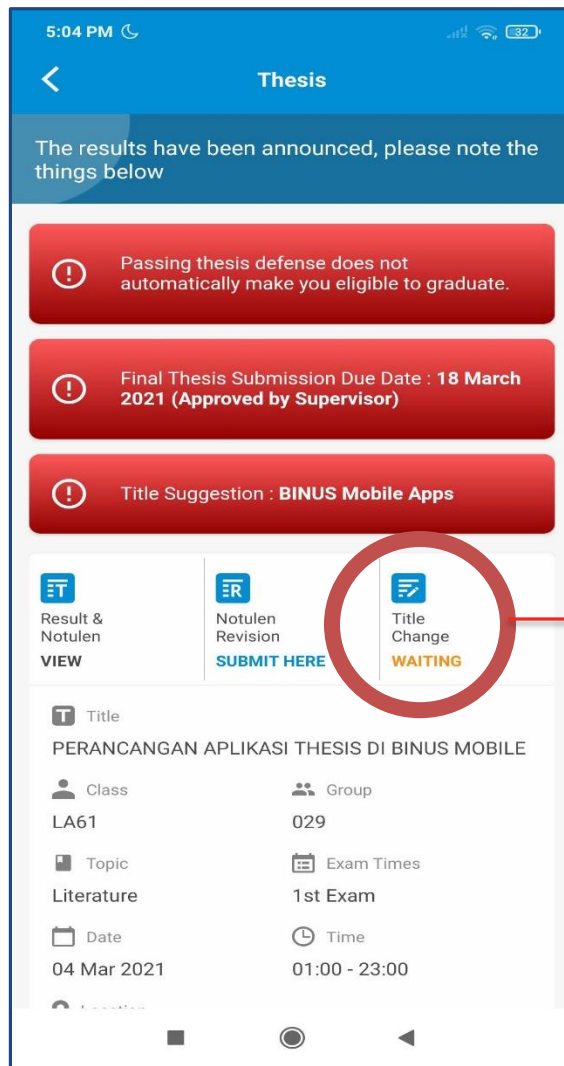 5:04 PM
32
Thesis
The results have been announced, please note the
things below
Passing thesis defense does not
automatically make you eligible to graduate.
Final Thesis Submission Due Date : 18 March
2021 (Approved by Supervisor)
Title Suggestion : BINUS Mobile Apps
Result &
Notulen
VIEW
Notulen
Revision
SUBMIT HERE
Title
Change
WAITING
Title
PERANCANGAN APLIKASI THESIS DI BINUS MOBILE
Class
Group
LA61
029
Topic
Exam Times
Literature
1st Exam
Date
Time
04 Mar 2021
01:00 - 23:00